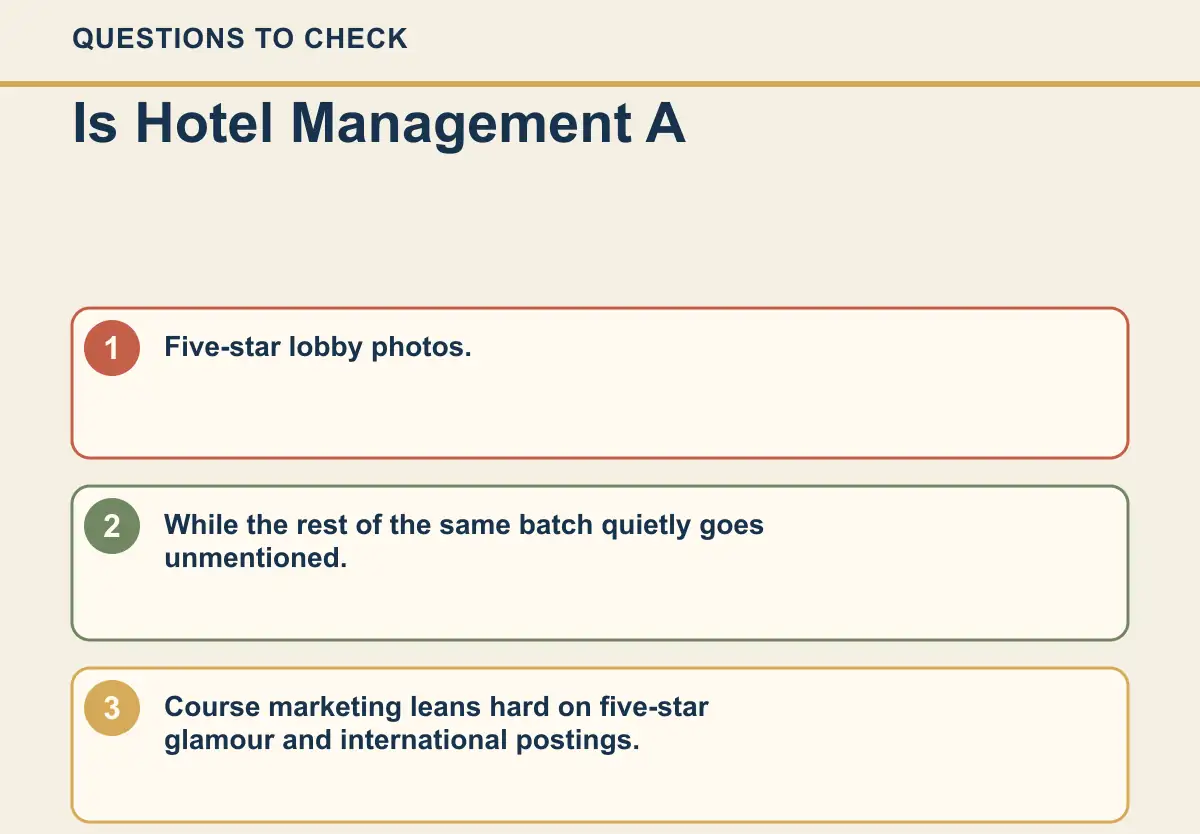 QUESTIONS TO CHECK
Is Hotel Management A
1
Five-star lobby photos.
2
While the rest of the same batch quietly goes
unmentioned.
3
Course marketing leans hard on five-star
glamour and international postings.